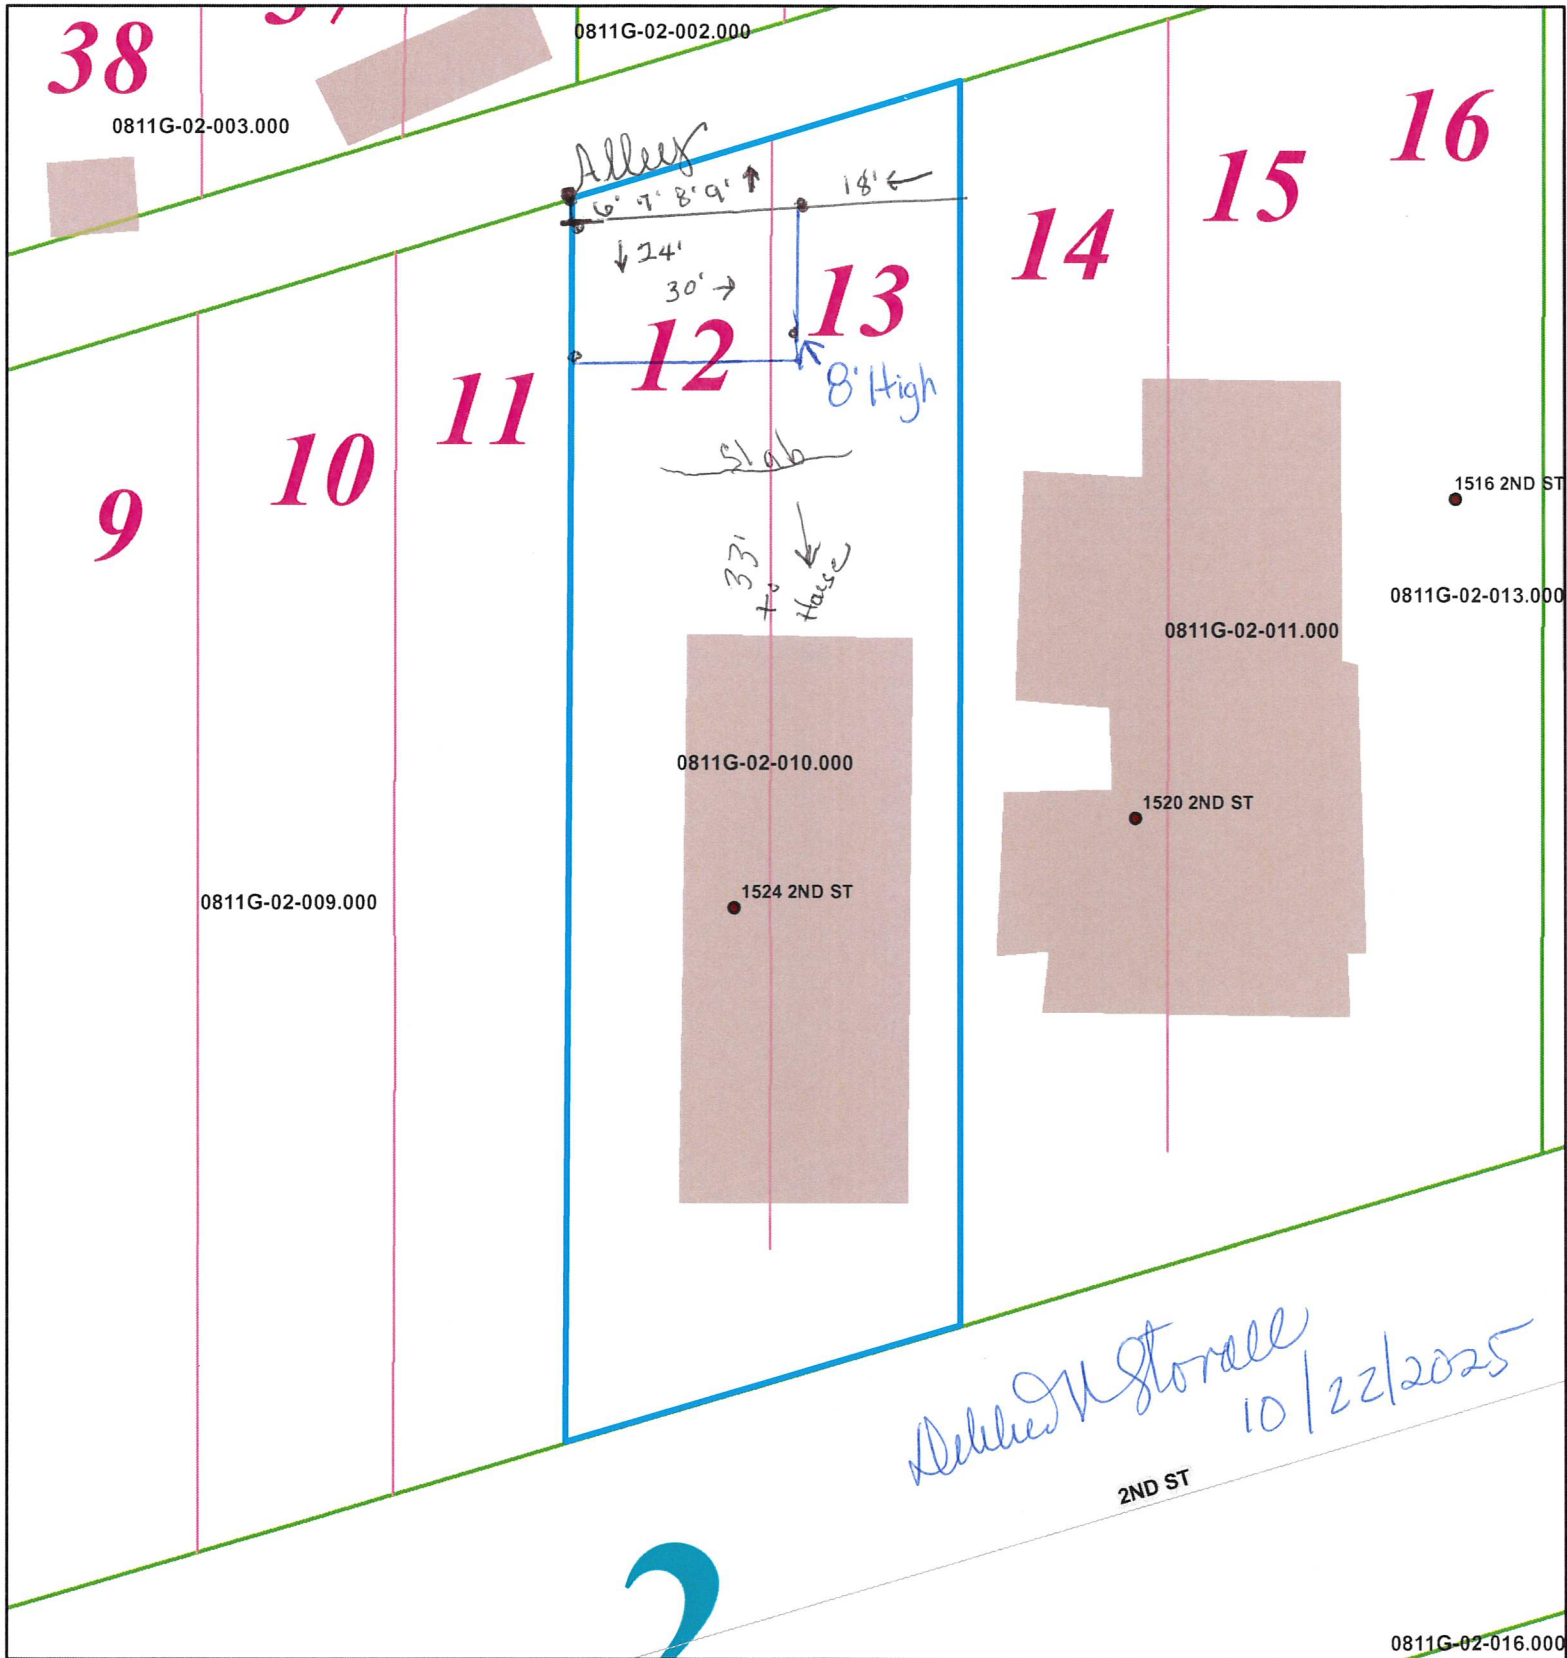 38
0811G-02-002.000
0811G-02-003.000
16
15
14
Alley
6' 7' 8' 9'
18'
24'
30'
13
12
11
10
9
8' High
Slab
33'
to
House
1516 2ND ST
0811G-02-013.000
0811G-02-011.000
0811G-02-010.000
1520 2ND ST
1524 2ND ST
0811G-02-009.000
10/22/2025
2ND ST
2
0811G-02-016.000